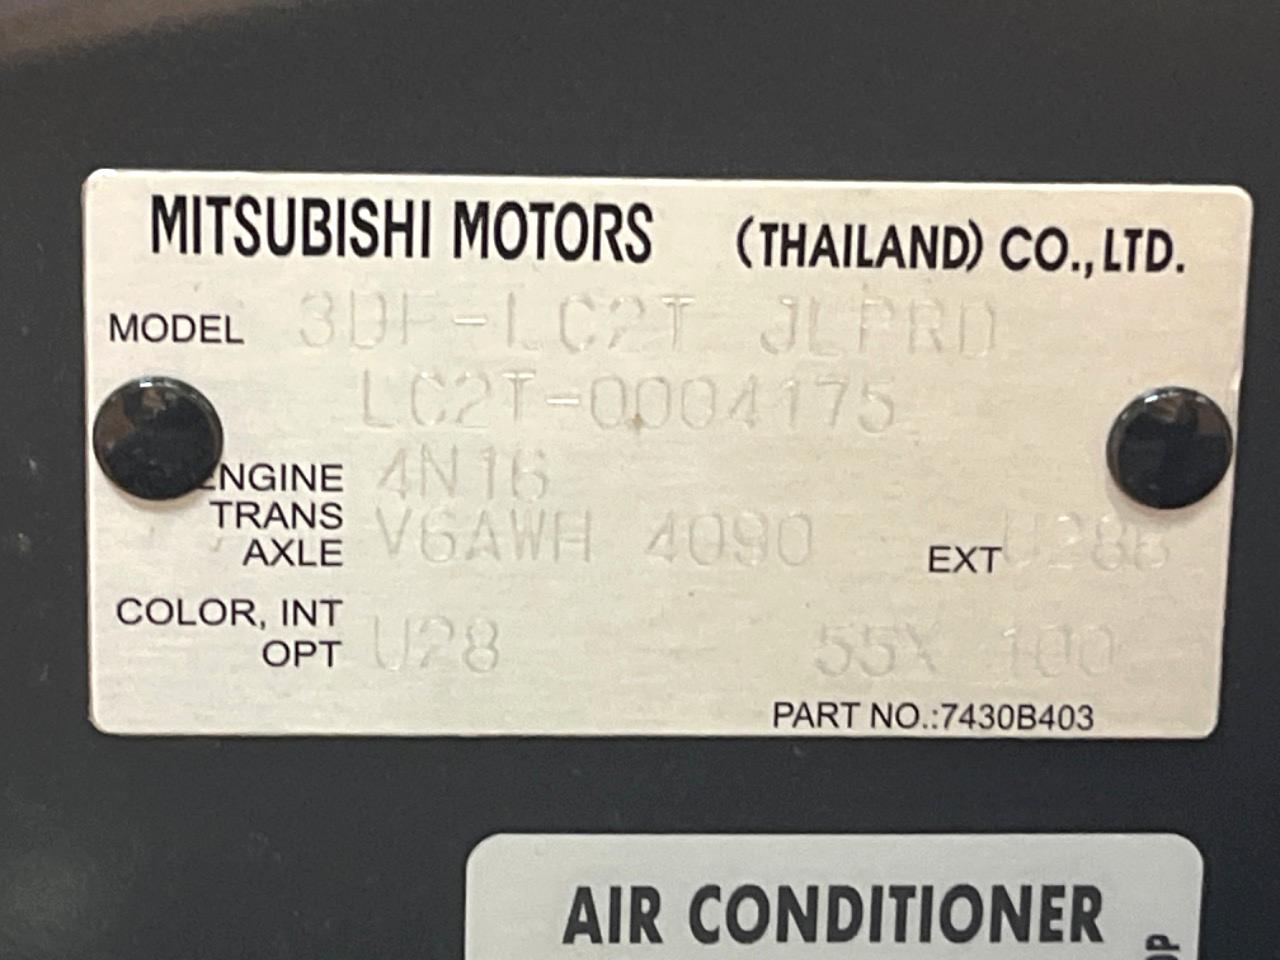 MITSUBISHI MOTORS (THAILAND) CO., LTD.
MODEL 3DF-LC2T JLPRD
LC2T-0004175
ENGINE 4N16
TRANS
AXLE V6AWH 4090 EXT U28B
COLOR, INT
OPT U28 55X 100
PART NO.:7430B403
AIR CONDITIONER